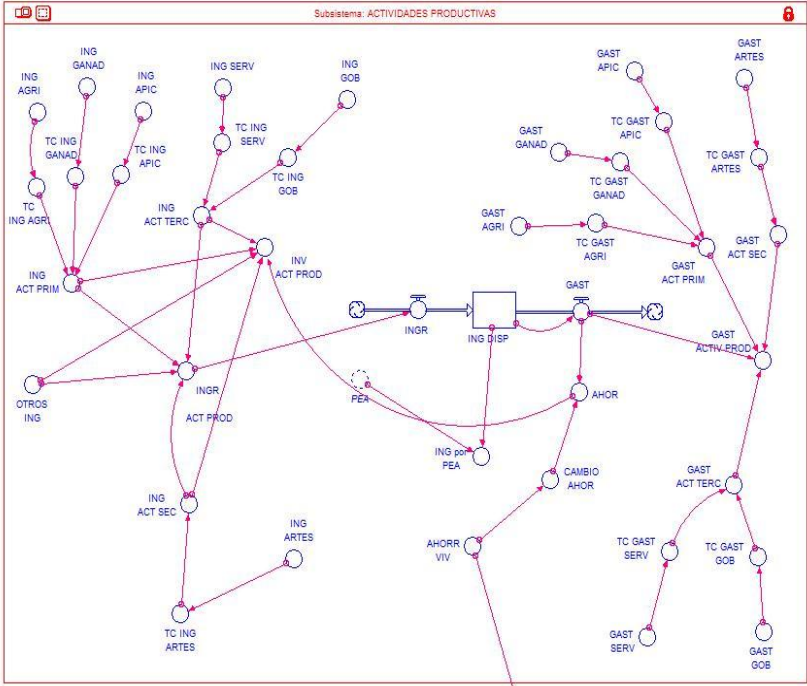 Subsistema: ACTIVIDADES PRODUCTIVAS
ING
AGRI
ING
GANAD
ING
APIC
ING SERV
ING
GOB
GAST
APIC
GAST
ARTES
TC
ING AGRI
TC ING
GANAD
TC ING
APIC
TC ING
SERV
TC ING
GOB
GAST
GANAD
TC GAST
APIC
TC GAST
ARTES
TC GAST
GANAD
ING
ACT TERC
GAST
AGRI
TC GAST
AGRI
GAST
ACT PRIM
GAST
ACT SEC
ING
ACT PRIM
INV
ACT PROD
INGR
ING DISP
GAST
GAST
ACTIV PROD
OTROS
ING
INGR
ACT PROD
PEA
AHOR
ING por
PEA
CAMBIO
AHOR
GAST
ACT TERC
ING
ACT SEC
ING
ARTES
AHORR
VIV
TC GAST
SERV
TC GAST
GOB
TC ING
ARTES
GAST
SERV
GAST
GOB